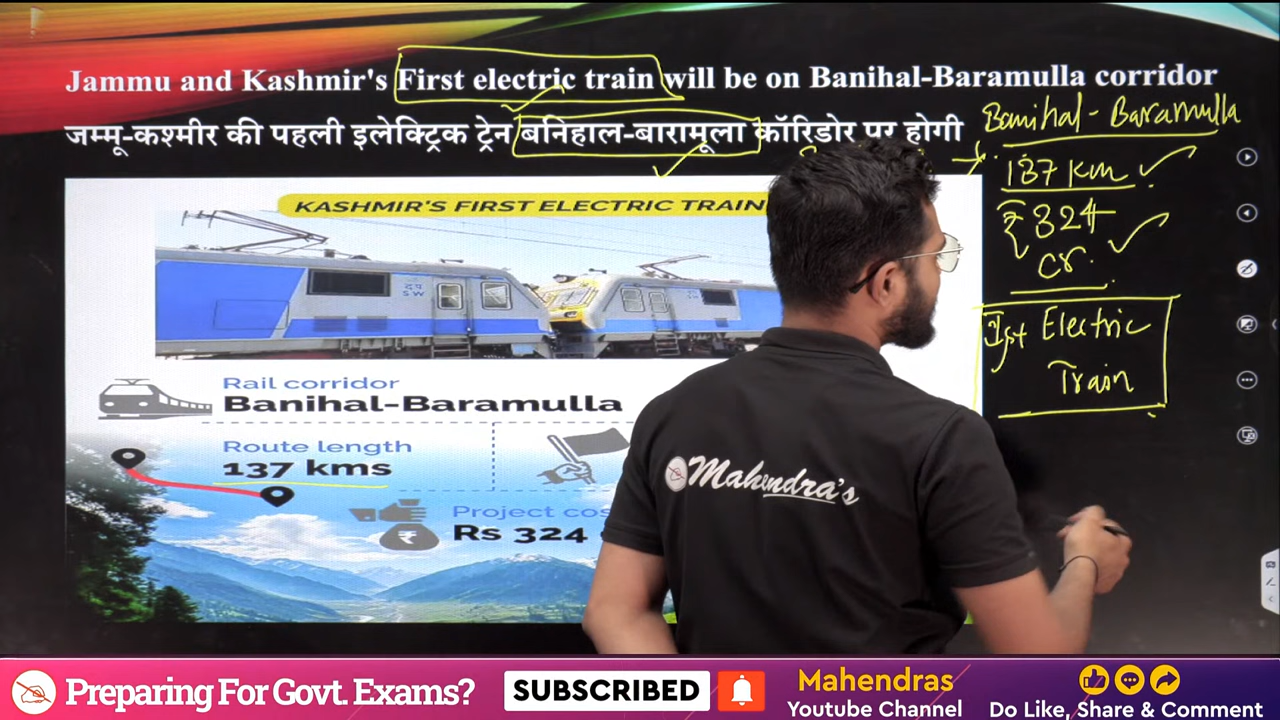 Jammu and Kashmir's First electric train will be on Banihal-Baramulla corridor
जम्मू-कश्मीर की पहली इलेक्ट्रिक ट्रेन बनिहाल-बारामूला कॉरिडोर पर होगी
Banihal - Baramulla
137 km
₹ 324
cr.
1st Electric
Train
KASHMIR'S FIRST ELECTRIC TRAIN
द पू
S W
द पू
S W
Rail corridor
Banihal-Baramulla
Route length
137 kms
Project
Rs 324
Mahendra's
Preparing For Govt. Exams?
SUBSCRIBED
Mahendras
Youtube Channel
Do Like, Share & Comment